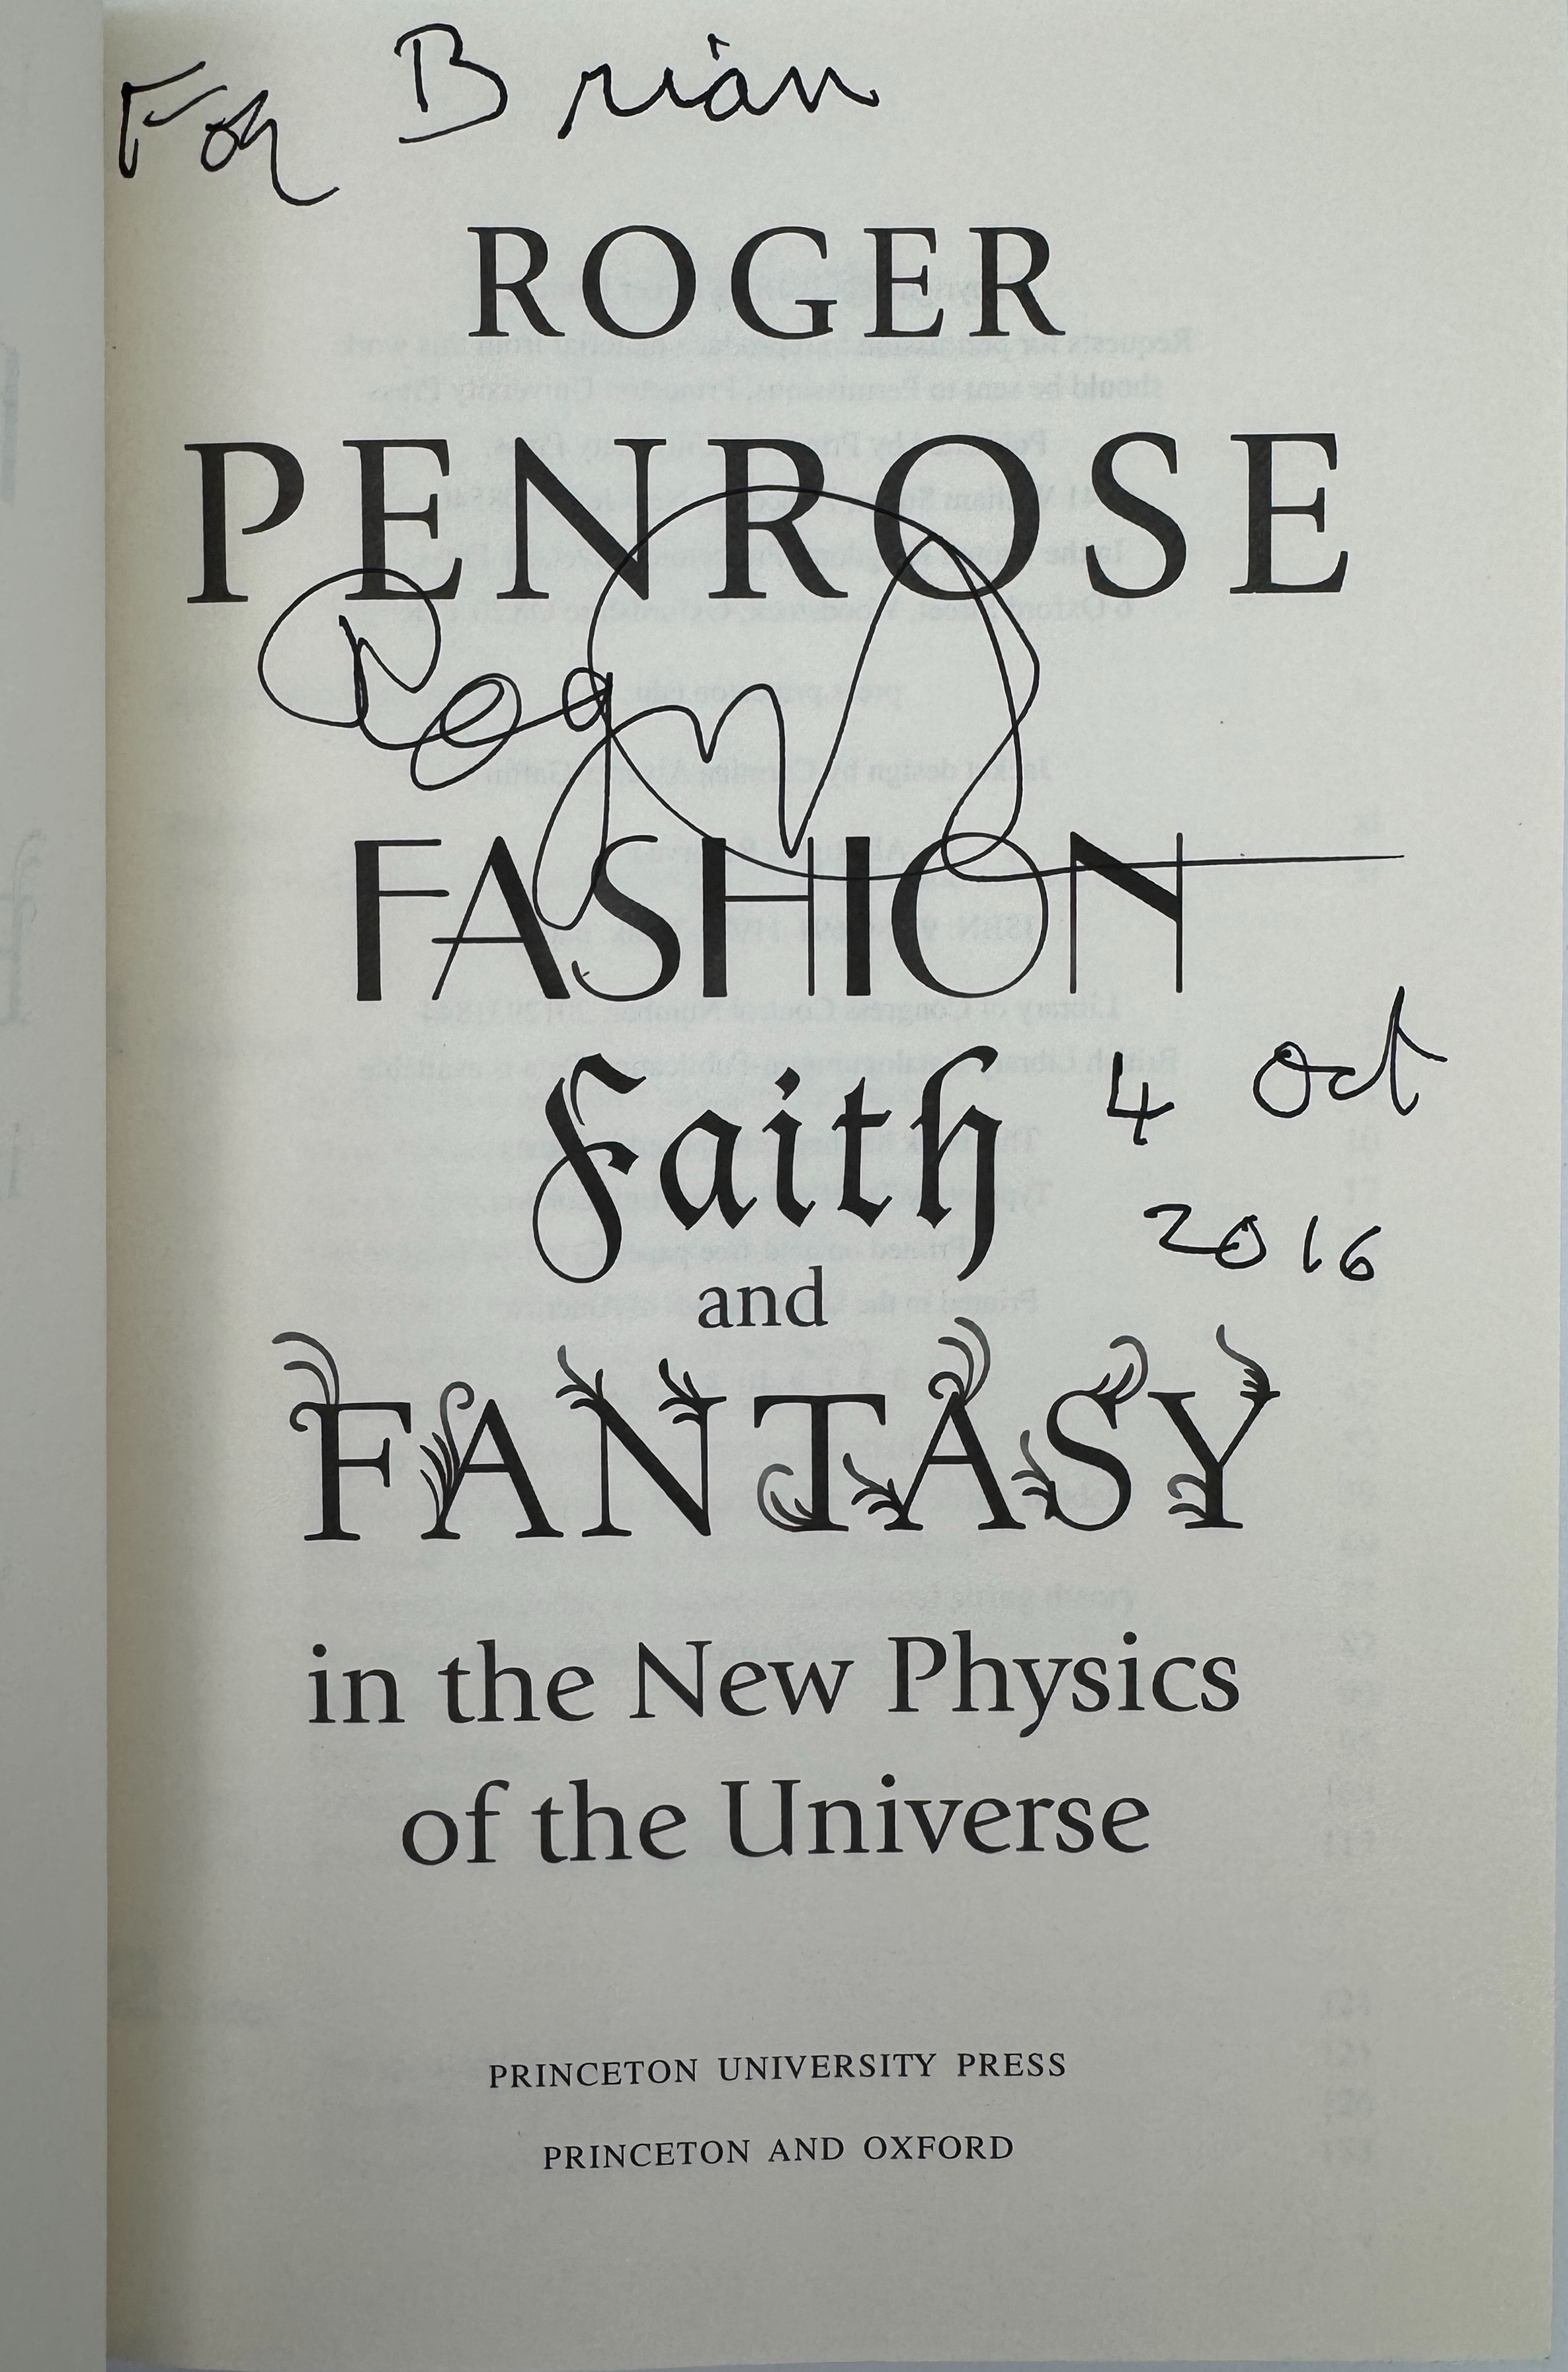 For Brian
ROGER
PENROSE
Roger
FASHION
Faith
4 Oct
2016
and
FANTASY
in the New Physics
of the Universe
PRINCETON UNIVERSITY PRESS
PRINCETON AND OXFORD